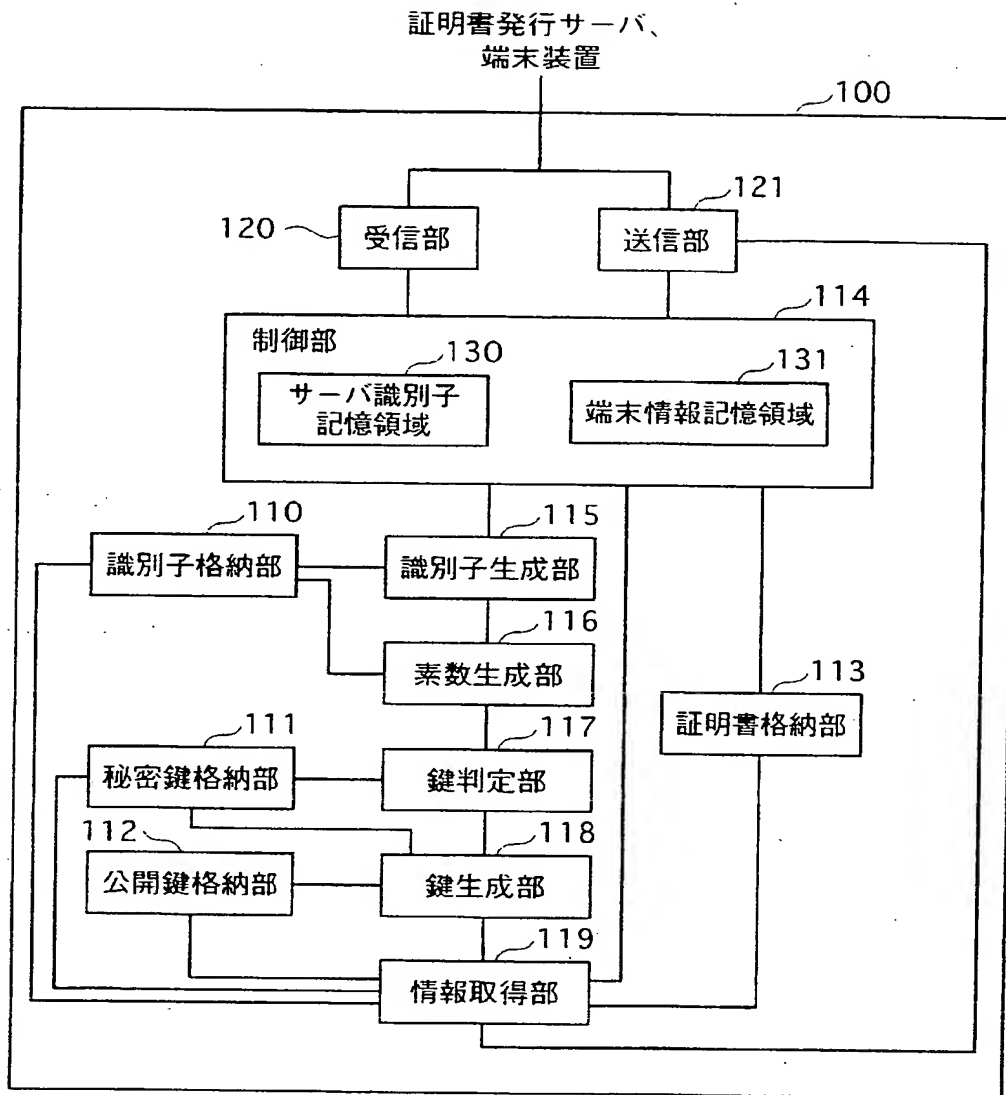 証明書発行サーバ、
端末装置
100
121
120
受信部
送信部
114
制御部
130
131
サーバ識別子
記憶領域
端末情報記憶領域
110
115
識別子格納部
識別子生成部
116
素数生成部
113
証明書格納部
111
117
秘密鍵格納部
鍵判定部
112
118
公開鍵格納部
鍵生成部
119
情報取得部